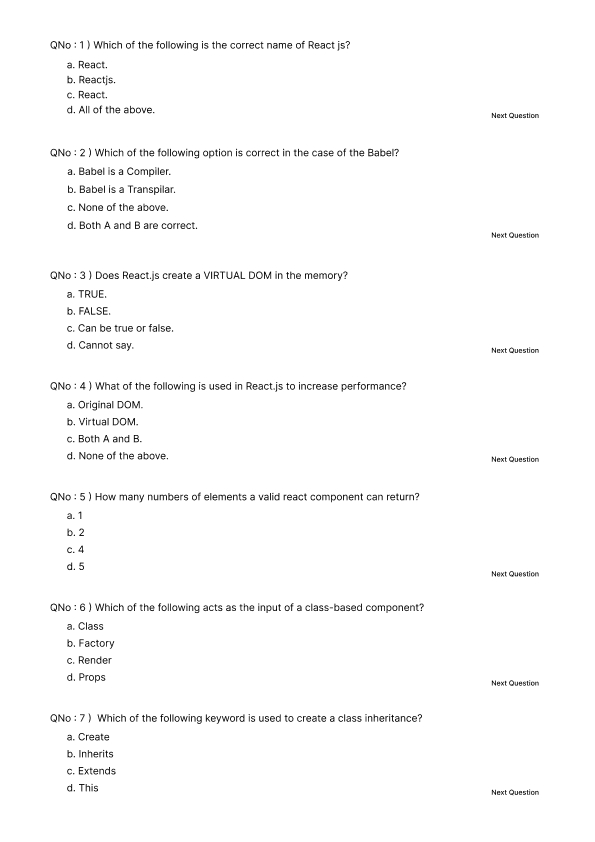 QNo : 1 ) Which of the following is the correct name of React js?
a. React.
b. Reactjs.
c. React.
d. All of the above.
Next Question
QNo : 2 ) Which of the following option is correct in the case of the Babel?
a. Babel is a Compiler.
b. Babel is a Transpilar.
c. None of the above.
d. Both A and B are correct.
Next Question
QNo : 3 ) Does React.js create a VIRTUAL DOM in the memory?
a. TRUE.
b. FALSE.
c. Can be true or false.
d. Cannot say.
Next Question
QNo : 4 ) What of the following is used in React.js to increase performance?
a. Original DOM.
b. Virtual DOM.
c. Both A and B.
d. None of the above.
Next Question
QNo : 5 ) How many numbers of elements a valid react component can return?
a. 1
b. 2
c. 4
d. 5
Next Question
QNo : 6 ) Which of the following acts as the input of a class-based component?
a. Class
b. Factory
c. Render
d. Props
Next Question
QNo : 7 ) Which of the following keyword is used to create a class inheritance?
a. Create
b. Inherits
c. Extends
d. This
Next Question